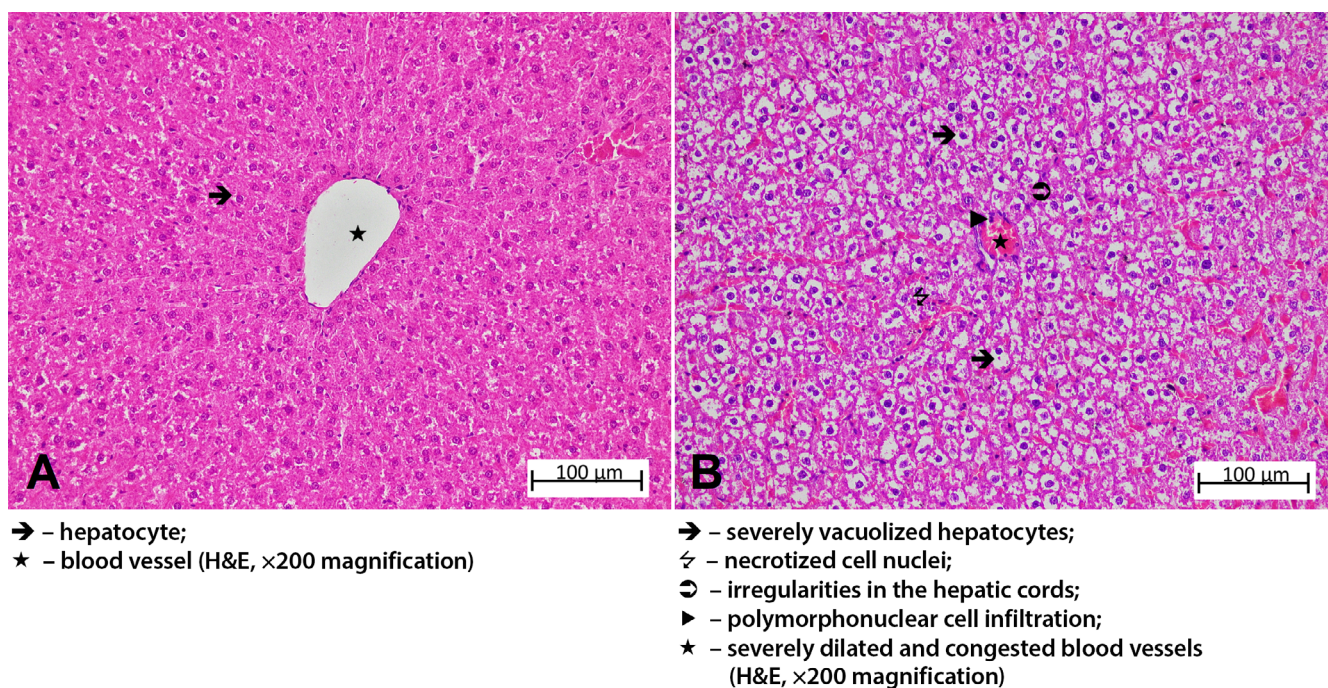 A
100 µm
B
100 µm
➔ – hepatocyte;
★ – blood vessel (H&E, ×200 magnification)
➔ – severely vacuolized hepatocytes;
– necrotized cell nuclei;
➲ – irregularities in the hepatic cords;
▶ – polymorphonuclear cell infiltration;
★ – severely dilated and congested blood vessels
(H&E, ×200 magnification)